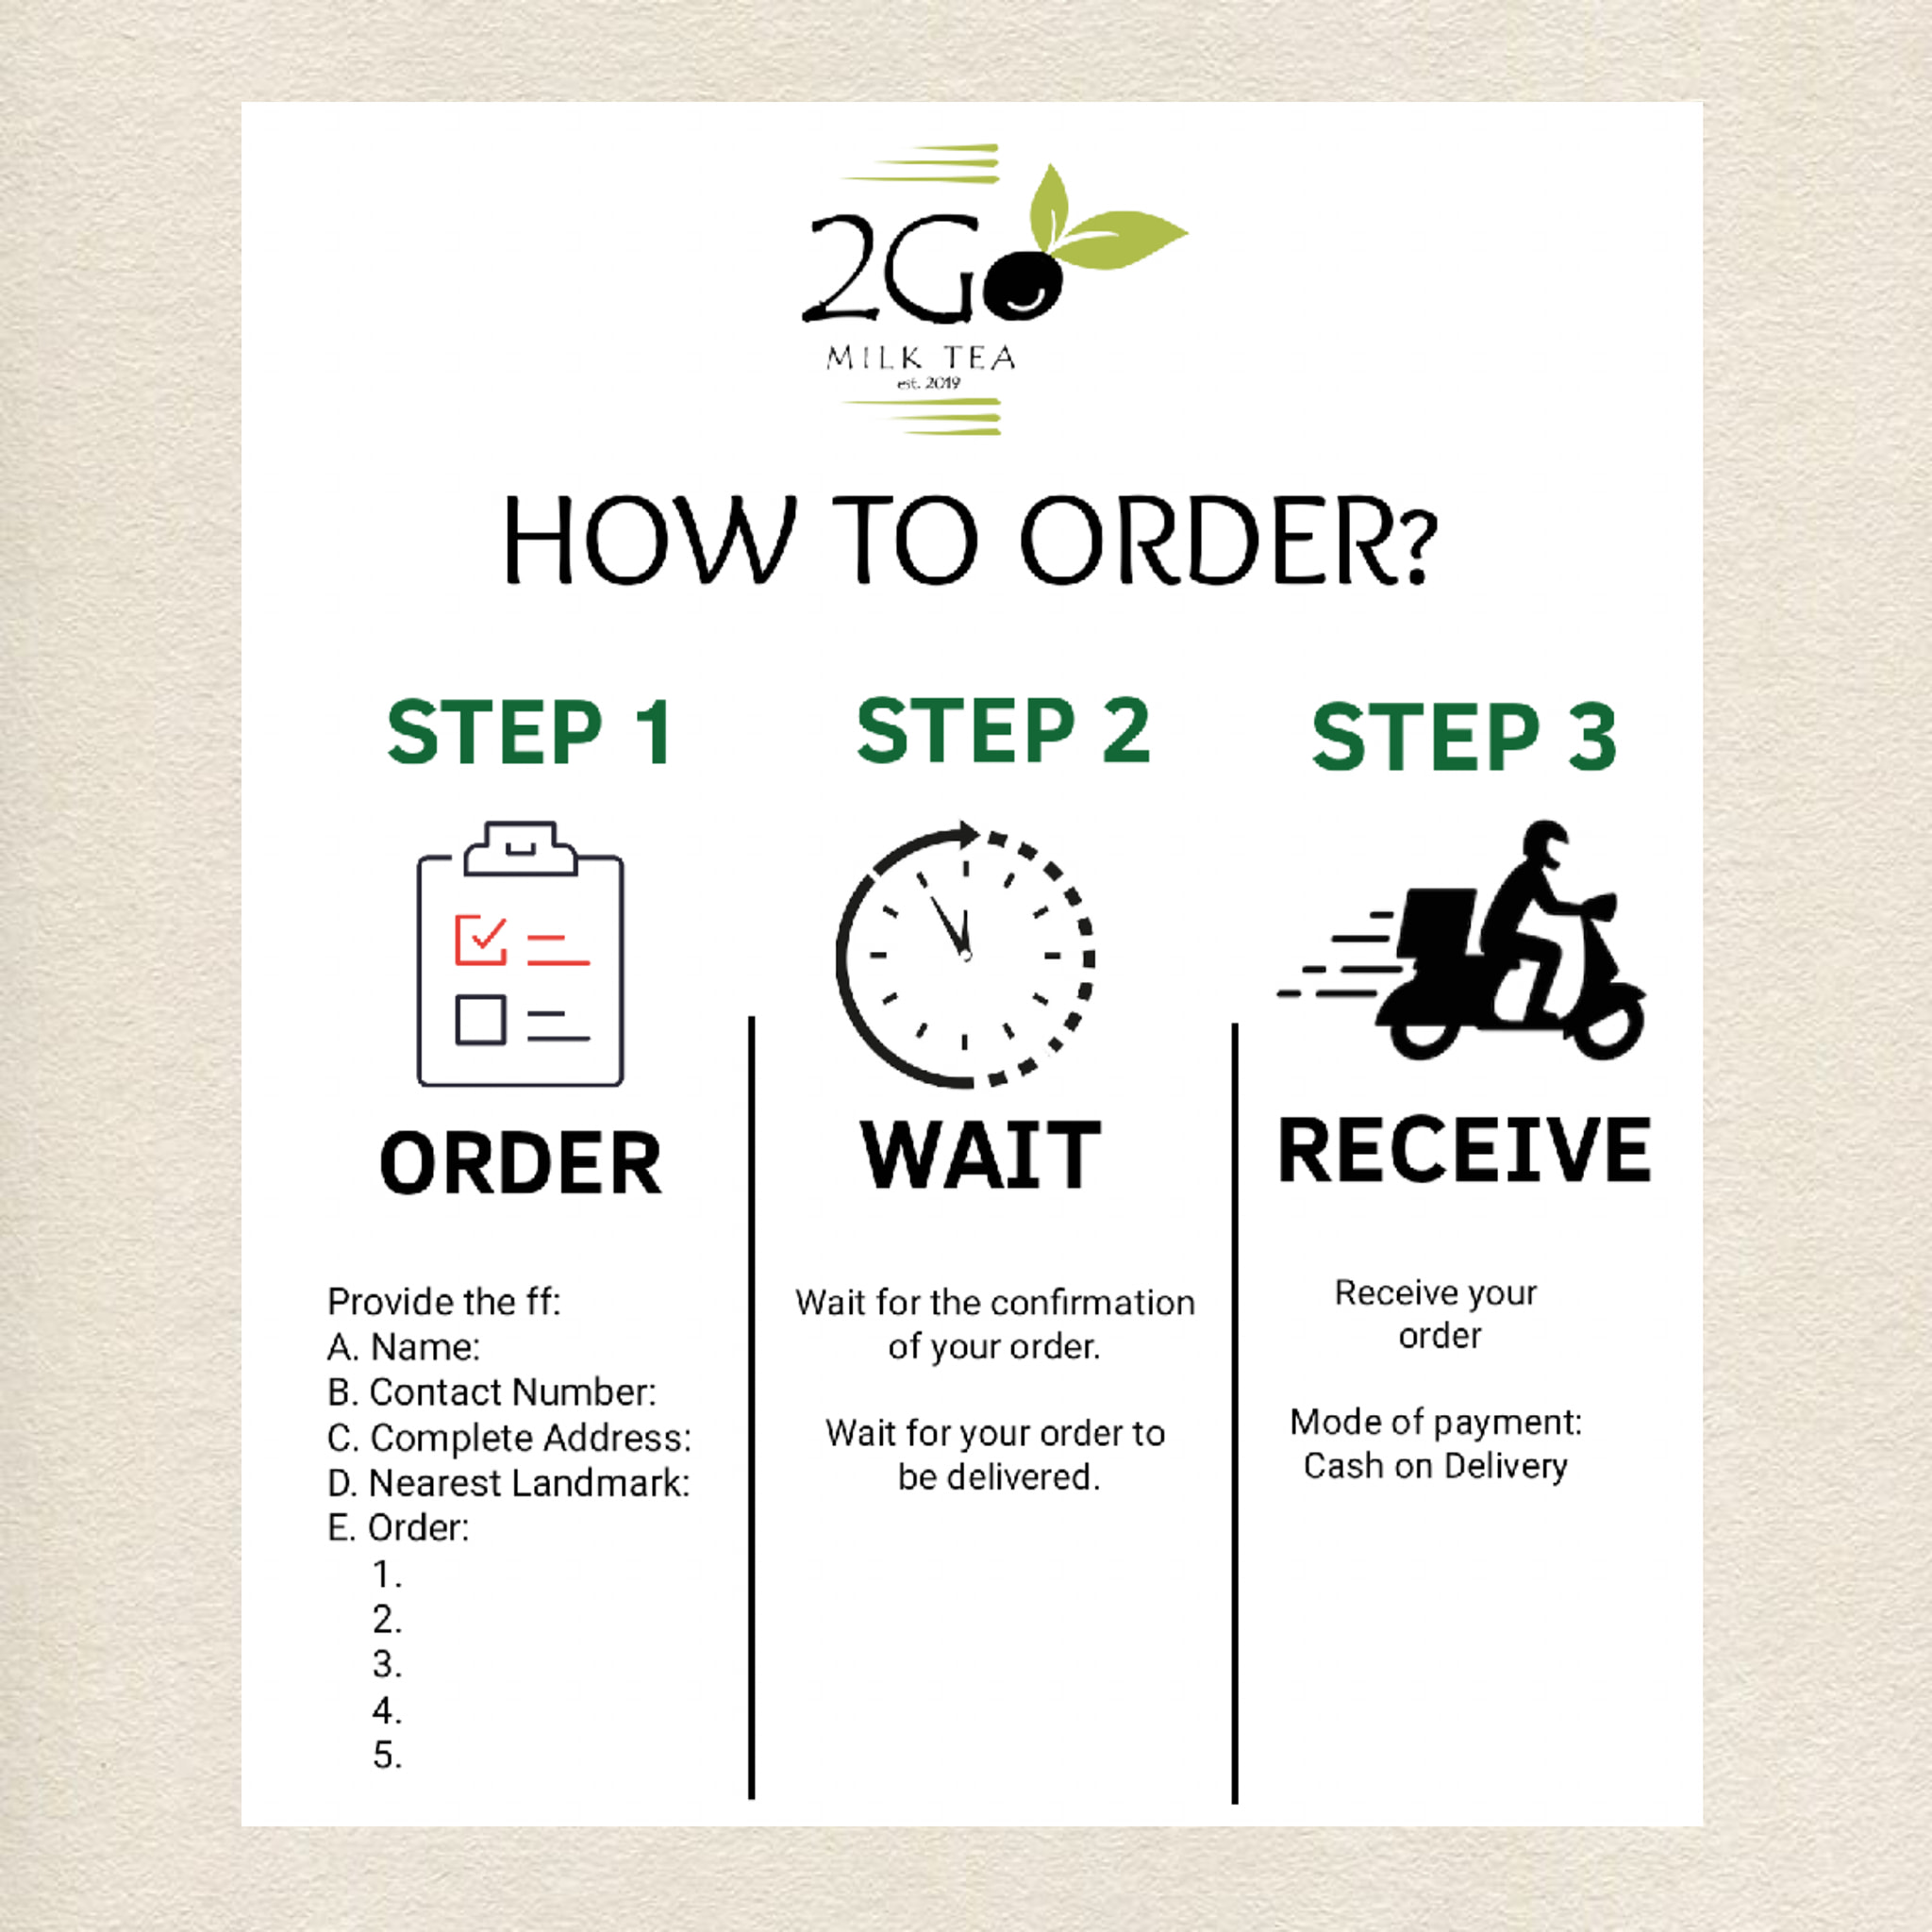 2Go
MILK TEA
est. 2019
HOW TO ORDER?
STEP 1
ORDER
Provide the ff:
A. Name:
B. Contact Number:
C. Complete Address:
D. Nearest Landmark:
E. Order:
1.
2.
3.
4.
5.
STEP 2
WAIT
Wait for the confirmation
of your order.
Wait for your order to
be delivered.
STEP 3
RECEIVE
Receive your
order
Mode of payment:
Cash on Delivery